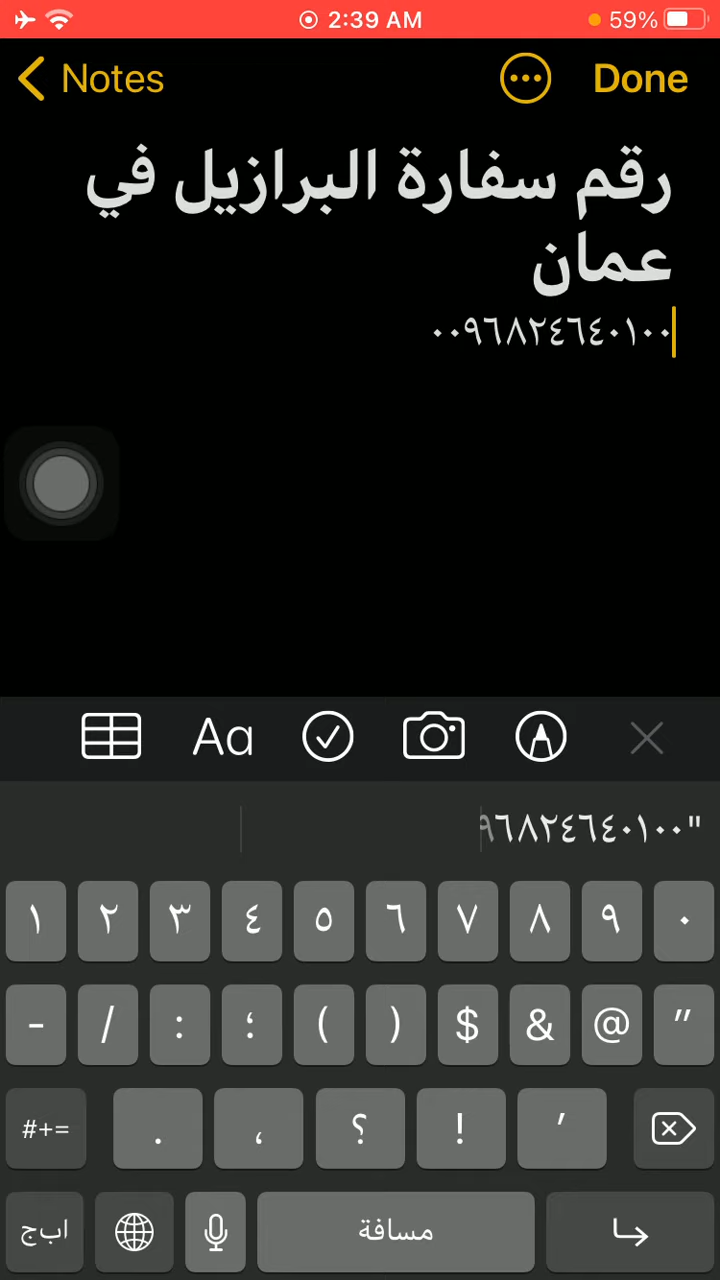 2:39 AM
59%
Notes
Done
رقم سفارة البرازيل في
عمان
٠٠٩٦٨٢٤٦٤٠١٠٠
Aa
٩٦٨٢٤٦٤٠١٠٠"
١ ٢ ٣ ٤ ٥ ٦ ٧ ٨ ٩ ٠
- / : ؛ ( ) $ & @ ”
#+= . ، ؟ ! ’
اب ج مسافة